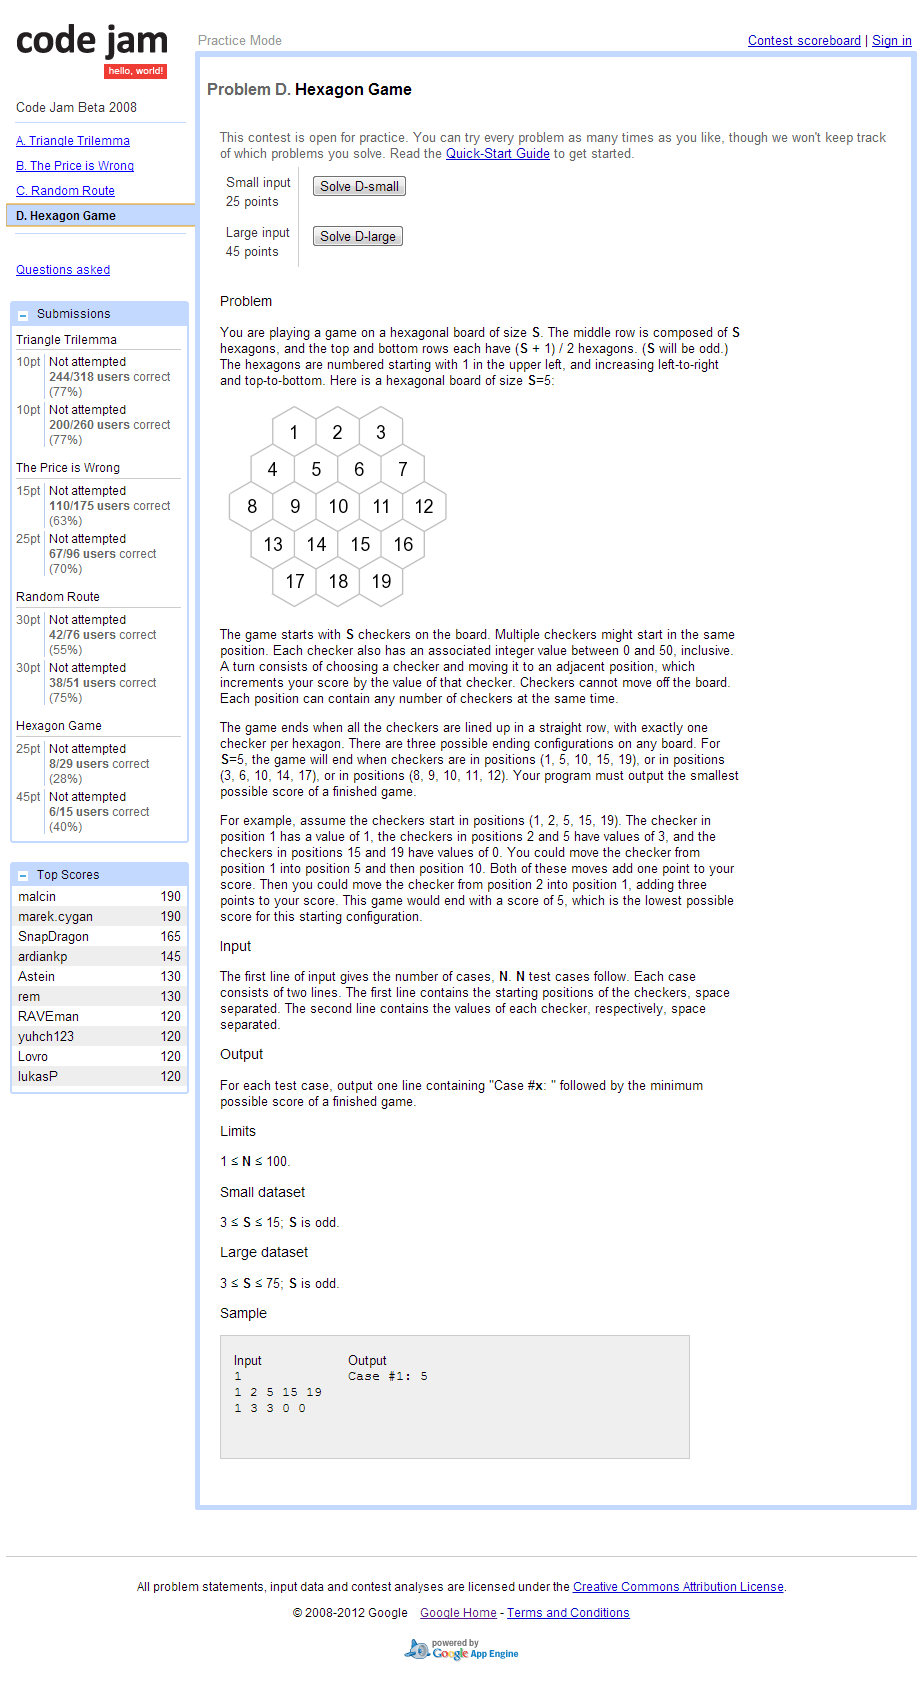 code jam
hello, world!
Practice Mode
Contest scoreboard | Sign in
Code Jam Beta 2008
A. Triangle Trilemma
B. The Price is Wrong
C. Random Route
D. Hexagon Game
Questions asked
Submissions
Triangle Trilemma
10pt Not attempted
244/318 users correct
(77%)
10pt Not attempted
200/260 users correct
(77%)
The Price is Wrong
15pt Not attempted
110/175 users correct
(63%)
25pt Not attempted
67/96 users correct
(70%)
Random Route
30pt Not attempted
42/76 users correct
(55%)
30pt Not attempted
38/51 users correct
(75%)
Hexagon Game
25pt Not attempted
8/29 users correct
(28%)
45pt Not attempted
6/15 users correct
(40%)
Top Scores
malcin 190
marek.cygan 190
SnapDragon 165
ardiankp 145
Astein 130
rem 130
RAVEman 120
yuhch123 120
Lovro 120
lukasP 120
Problem D. Hexagon Game
This contest is open for practice. You can try every problem as many times as you like, though we won't keep track
of which problems you solve. Read the Quick-Start Guide to get started.
Small input
25 points
Solve D-small
Large input
45 points
Solve D-large
Problem
You are playing a game on a hexagonal board of size S. The middle row is composed of S
hexagons, and the top and bottom rows each have (S + 1) / 2 hexagons. (S will be odd.)
The hexagons are numbered starting with 1 in the upper left, and increasing left-to-right
and top-to-bottom. Here is a hexagonal board of size S=5:
1 2 3
4 5 6 7
8 9 10 11 12
13 14 15 16
17 18 19
The game starts with S checkers on the board. Multiple checkers might start in the same
position. Each checker also has an associated integer value between 0 and 50, inclusive.
A turn consists of choosing a checker and moving it to an adjacent position, which
increments your score by the value of that checker. Checkers cannot move off the board.
Each position can contain any number of checkers at the same time.
The game ends when all the checkers are lined up in a straight row, with exactly one
checker per hexagon. There are three possible ending configurations on any board. For
S=5, the game will end when checkers are in positions (1, 5, 10, 15, 19), or in positions
(3, 6, 10, 14, 17), or in positions (8, 9, 10, 11, 12). Your program must output the smallest
possible score of a finished game.
For example, assume the checkers start in positions (1, 2, 5, 15, 19). The checker in
position 1 has a value of 1, the checkers in positions 2 and 5 have values of 3, and the
checkers in positions 15 and 19 have values of 0. You could move the checker from
position 1 into position 5 and then position 10. Both of these moves add one point to your
score. Then you could move the checker from position 2 into position 1, adding three
points to your score. This game would end with a score of 5, which is the lowest possible
score for this starting configuration.
Input
The first line of input gives the number of cases, N. N test cases follow. Each case
consists of two lines. The first line contains the starting positions of the checkers, space
separated. The second line contains the values of each checker, respectively, space
separated.
Output
For each test case, output one line containing "Case #x: " followed by the minimum
possible score of a finished game.
Limits
1 ≤ N ≤ 100.
Small dataset
3 ≤ S ≤ 15; S is odd.
Large dataset
3 ≤ S ≤ 75; S is odd.
Sample
Input Output
1 Case #1: 5
1 2 5 15 19
1 3 3 0 0
All problem statements, input data and contest analyses are licensed under the Creative Commons Attribution License.
© 2008-2012 Google Google Home - Terms and Conditions
powered by
Google App Engine